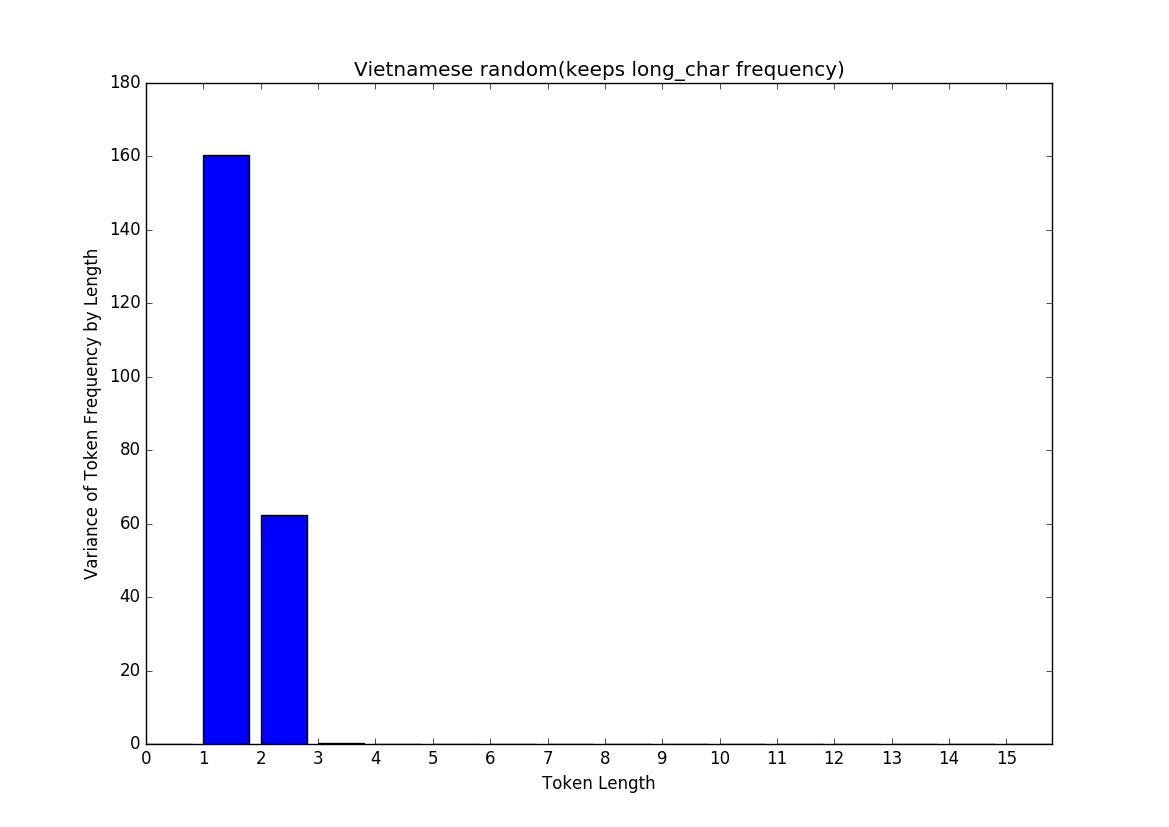 Vietnamese random(keeps long_char frequency)
180
160
140
120
100
80
60
40
20
0
Variance of Token Frequency by Length
0 1 2 3 4 5 6 7 8 9 10 11 12 13 14 15
Token Length